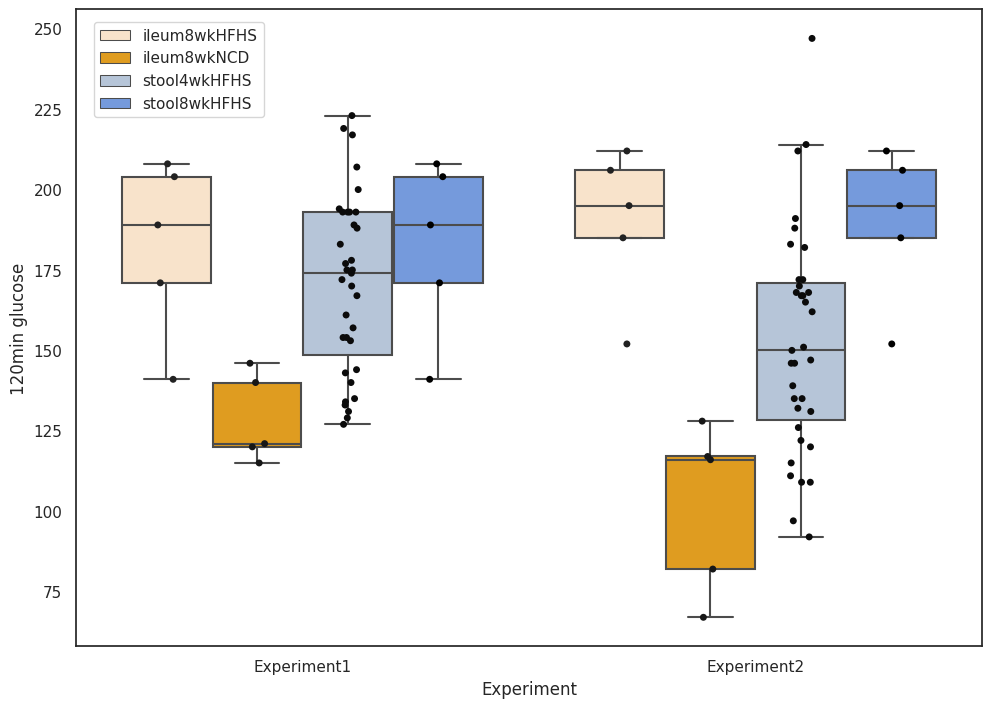 ileum8wkHFHS
ileum8wkNCD
stool4wkHFHS
stool8wkHFHS
250
225
200
175
150
125
100
75
120min glucose
Experiment1
Experiment2
Experiment